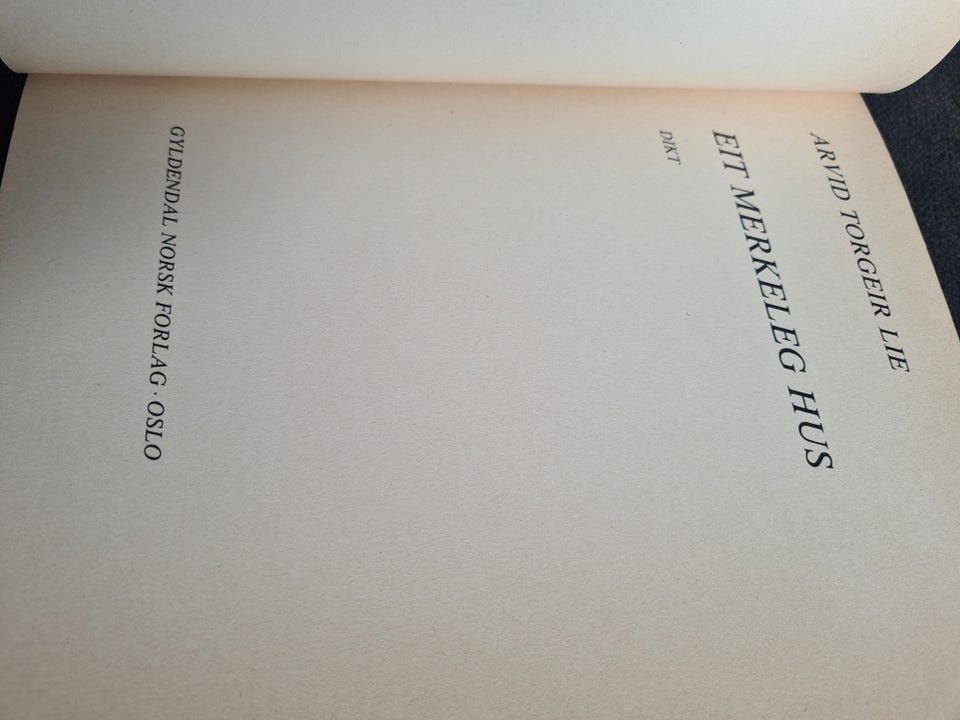 ARVID TORGEIR LIE
EIT MERKELEG HUS
DIKT
GYLDENDAL NORSK FORLAG · OSLO